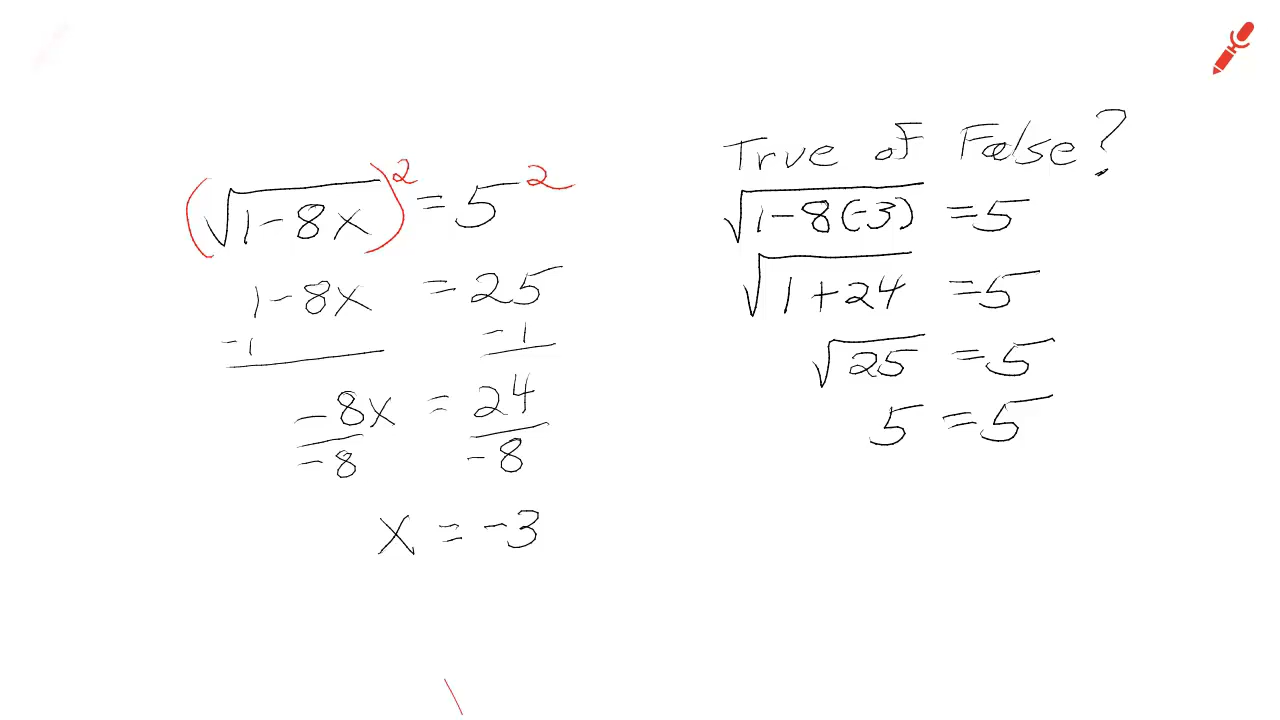 (√(1-8x))² = 5²
1-8x = 25
-1 -1
-8x = 24
-8 -8
x = -3
True of False?
√(1-8(-3)) = 5
√(1+24) = 5
√25 = 5
5 = 5